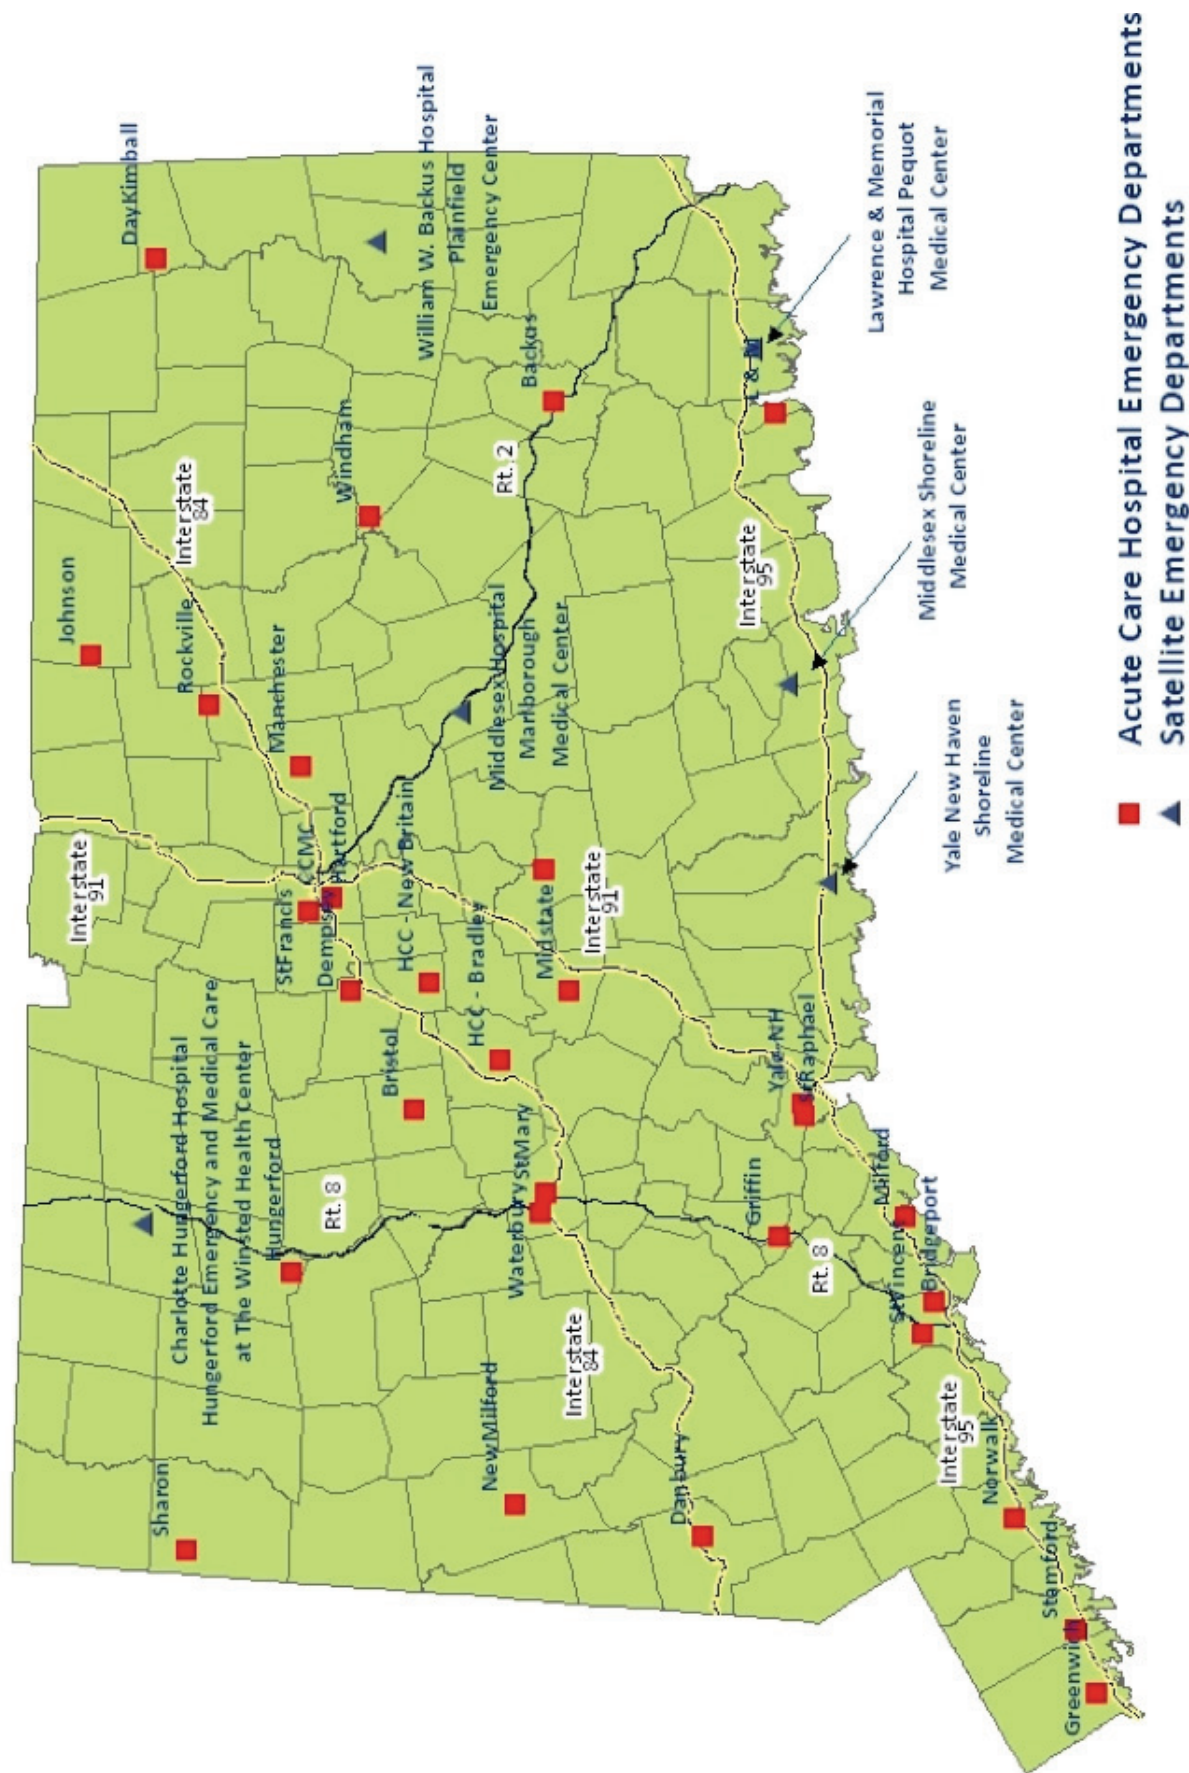 Sharon
Charlotte Hungerford Hospital
Hungerford Emergency and Medical Care
at The Winsted Health Center
Hungerford
Rt. 8
Interstate
91
Johnson
Rockville
Interstate
84
DayKimball
StFrancis
CCMC
Dempsey
Hartford
Manchester
Windham
Bristol
HCC - New Britain
HCC - Bradley
Midstate
Interstate
91
Middlesex Hospital
Marlborough
Medical Center
Rt. 2
William W. Backus Hospital
Plainfield
Emergency Center
Backus
NewMilford
Waterbury
StMary
Interstate
84
Danbury
Griffin
Rt. 8
Yale-NH
StRaphael
Milford
StVincent
Bridgeport
Interstate
95
Norwalk
Stamford
Greenwich
Interstate
95
L & M
Yale New Haven
Shoreline
Medical Center
Middlesex Shoreline
Medical Center
Lawrence & Memorial
Hospital Pequot
Medical Center
Acute Care Hospital Emergency Departments
Satellite Emergency Departments